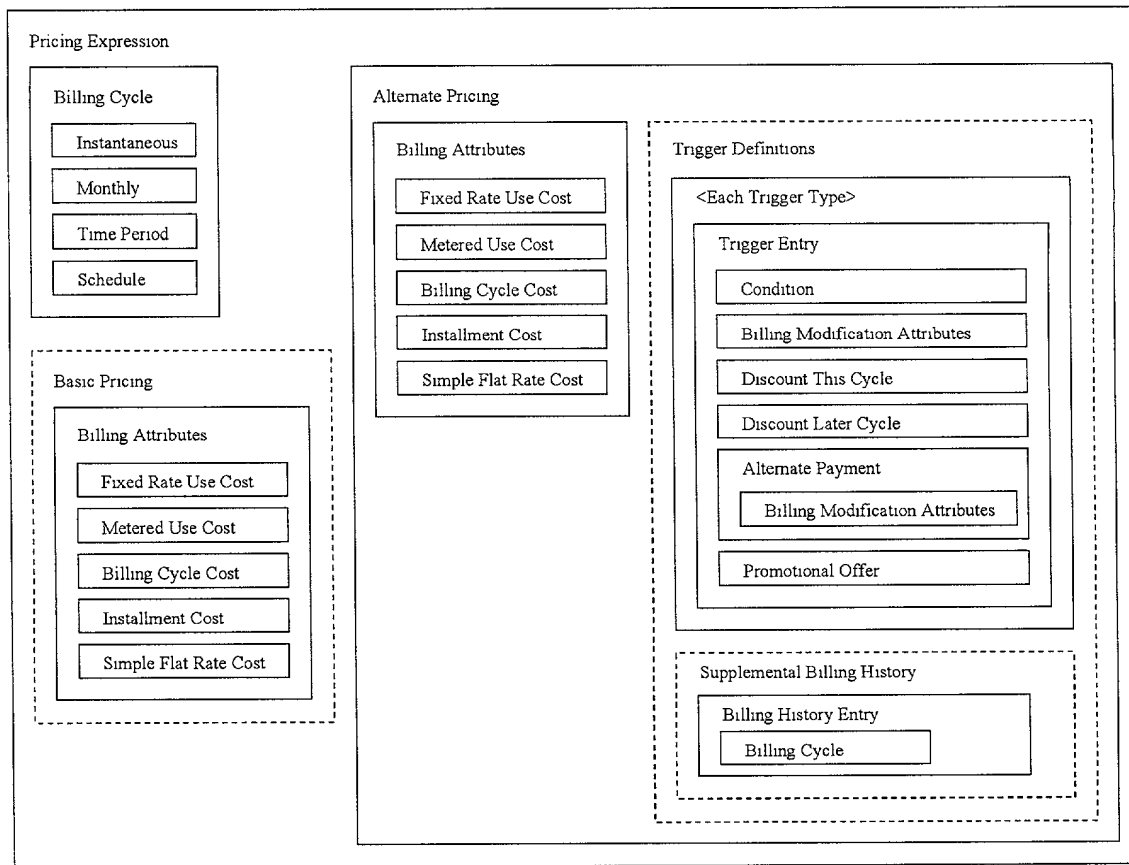 Pricing Expression
Billing Cycle
Instantaneous
Monthly
Time Period
Schedule
Basic Pricing
Billing Attributes
Fixed Rate Use Cost
Metered Use Cost
Billing Cycle Cost
Installment Cost
Simple Flat Rate Cost
Alternate Pricing
Billing Attributes
Fixed Rate Use Cost
Metered Use Cost
Billing Cycle Cost
Installment Cost
Simple Flat Rate Cost
Trigger Definitions
<Each Trigger Type>
Trigger Entry
Condition
Billing Modification Attributes
Discount This Cycle
Discount Later Cycle
Alternate Payment
Billing Modification Attributes
Promotional Offer
Supplemental Billing History
Billing History Entry
Billing Cycle